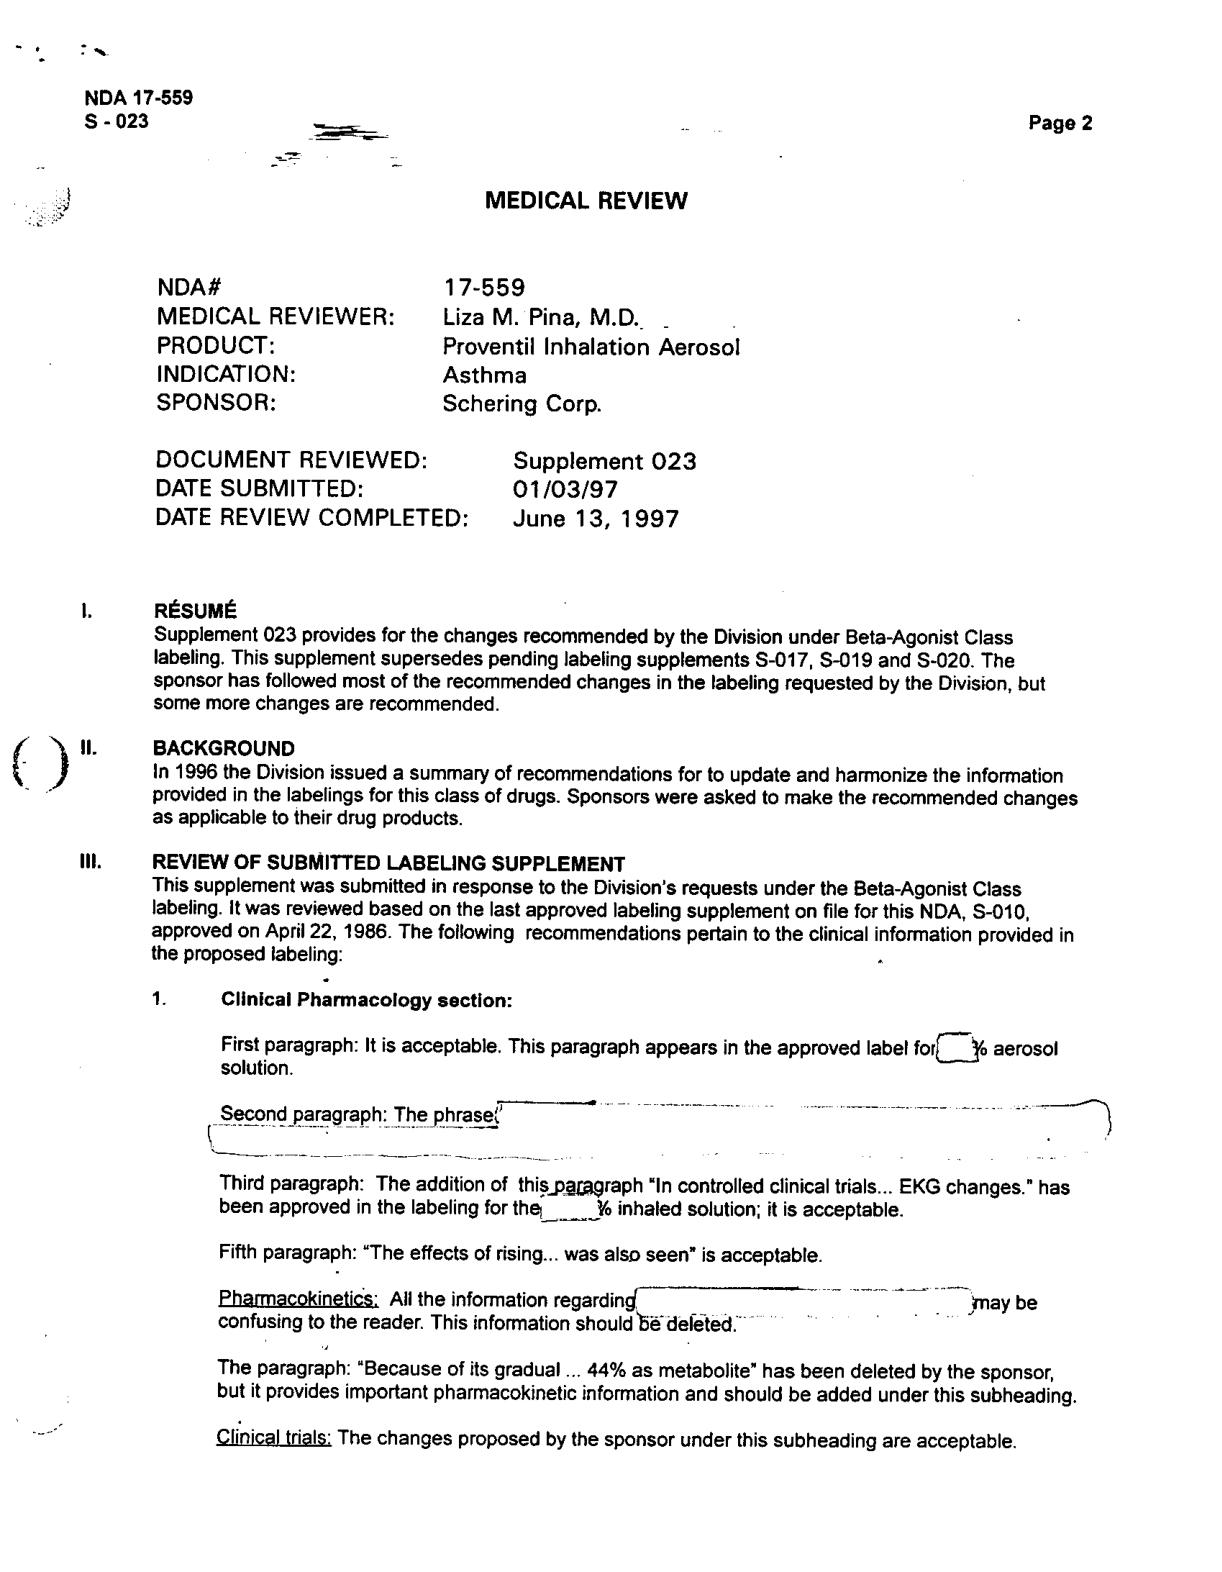 NDA 17-559
S - 023
Page 2
MEDICAL REVIEW
NDA# 17-559
MEDICAL REVIEWER: Liza M. Pina, M.D.
PRODUCT: Proventil Inhalation Aerosol
INDICATION: Asthma
SPONSOR: Schering Corp.
DOCUMENT REVIEWED: Supplement 023
DATE SUBMITTED: 01/03/97
DATE REVIEW COMPLETED: June 13, 1997
I. RÉSUMÉ
Supplement 023 provides for the changes recommended by the Division under Beta-Agonist Class
labeling. This supplement supersedes pending labeling supplements S-017, S-019 and S-020. The
sponsor has followed most of the recommended changes in the labeling requested by the Division, but
some more changes are recommended.
II. BACKGROUND
In 1996 the Division issued a summary of recommendations for to update and harmonize the information
provided in the labelings for this class of drugs. Sponsors were asked to make the recommended changes
as applicable to their drug products.
III. REVIEW OF SUBMITTED LABELING SUPPLEMENT
This supplement was submitted in response to the Division's requests under the Beta-Agonist Class
labeling. It was reviewed based on the last approved labeling supplement on file for this NDA, S-010,
approved on April 22, 1986. The following recommendations pertain to the clinical information provided in
the proposed labeling:
1. Clinical Pharmacology section:
First paragraph: It is acceptable. This paragraph appears in the approved label for % aerosol
solution.
Second paragraph: The phrase
Third paragraph: The addition of this paragraph "In controlled clinical trials... EKG changes." has
been approved in the labeling for the % inhaled solution; it is acceptable.
Fifth paragraph: "The effects of rising... was also seen" is acceptable.
Pharmacokinetics: All the information regarding may be
confusing to the reader. This information should be deleted.
The paragraph: "Because of its gradual ... 44% as metabolite" has been deleted by the sponsor,
but it provides important pharmacokinetic information and should be added under this subheading.
Clinical trials: The changes proposed by the sponsor under this subheading are acceptable.